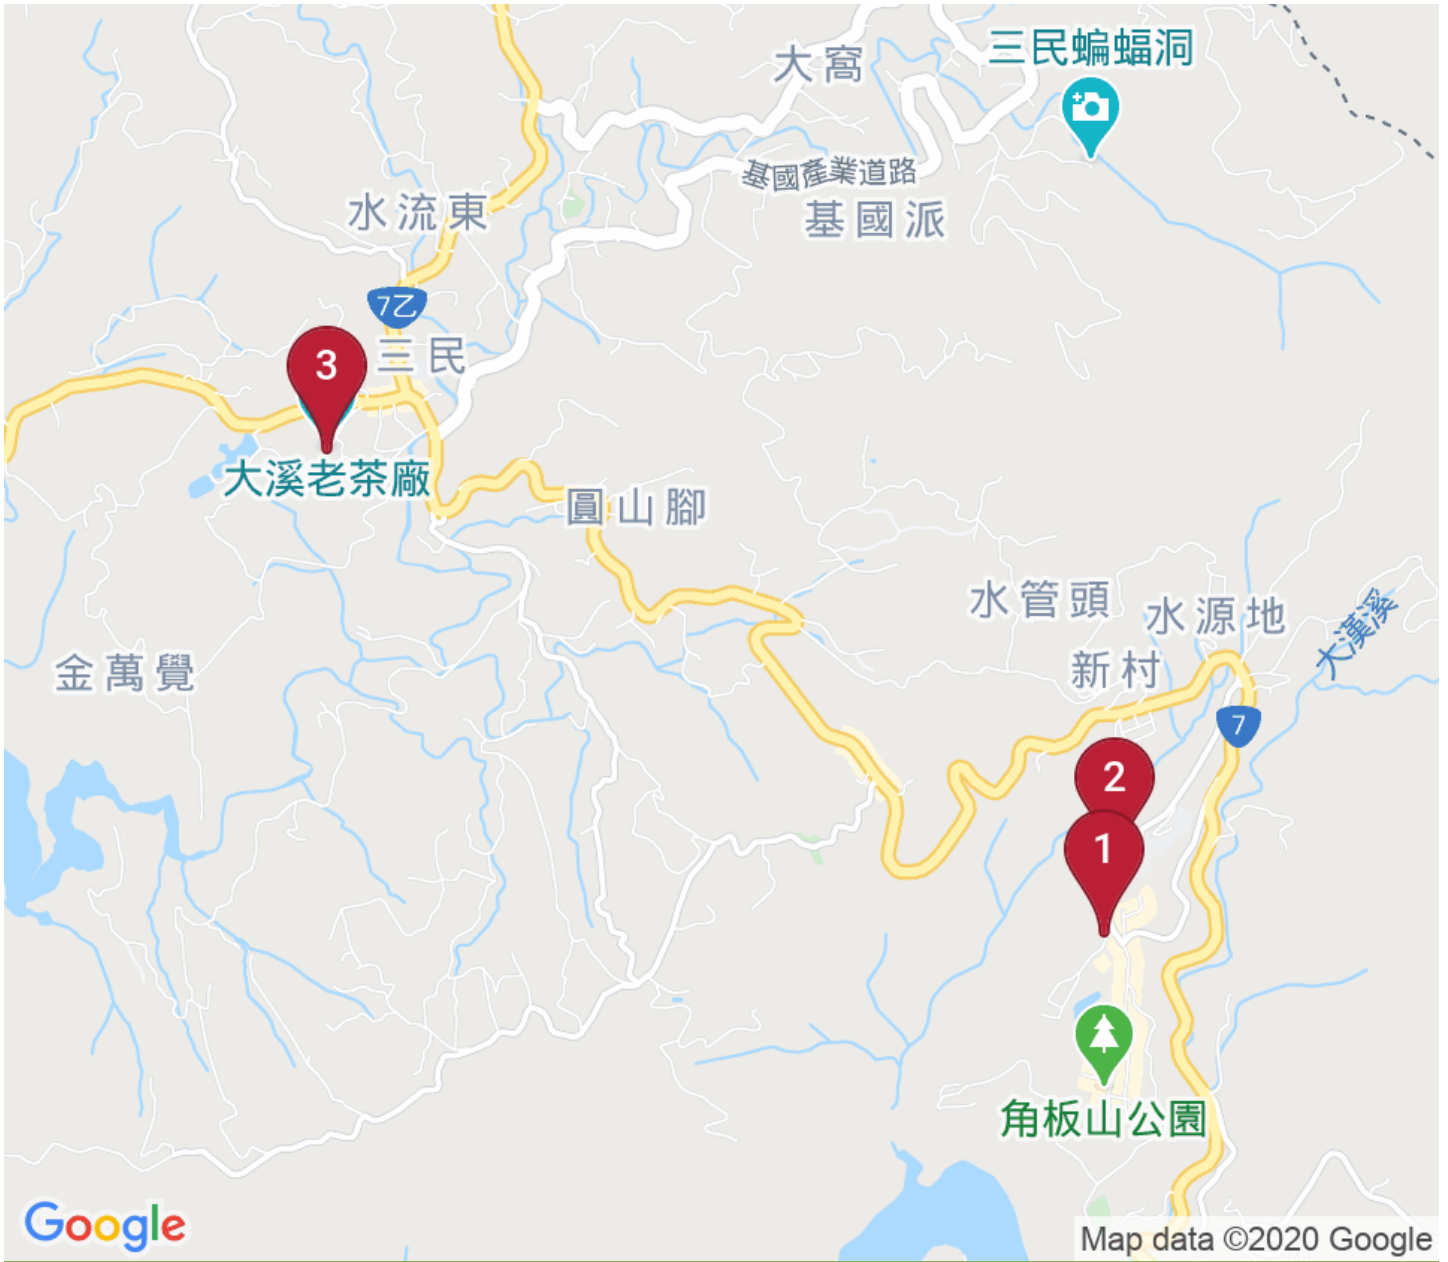 三民蝙蝠洞
大窩
基國產業道路
水流東
基國派
7乙
三民
3
大溪老茶廠
圓山腳
水管頭
水源地
大漢溪
金萬覺
新村
7
2
1
角板山公園
Google
Map data ©2020 Google